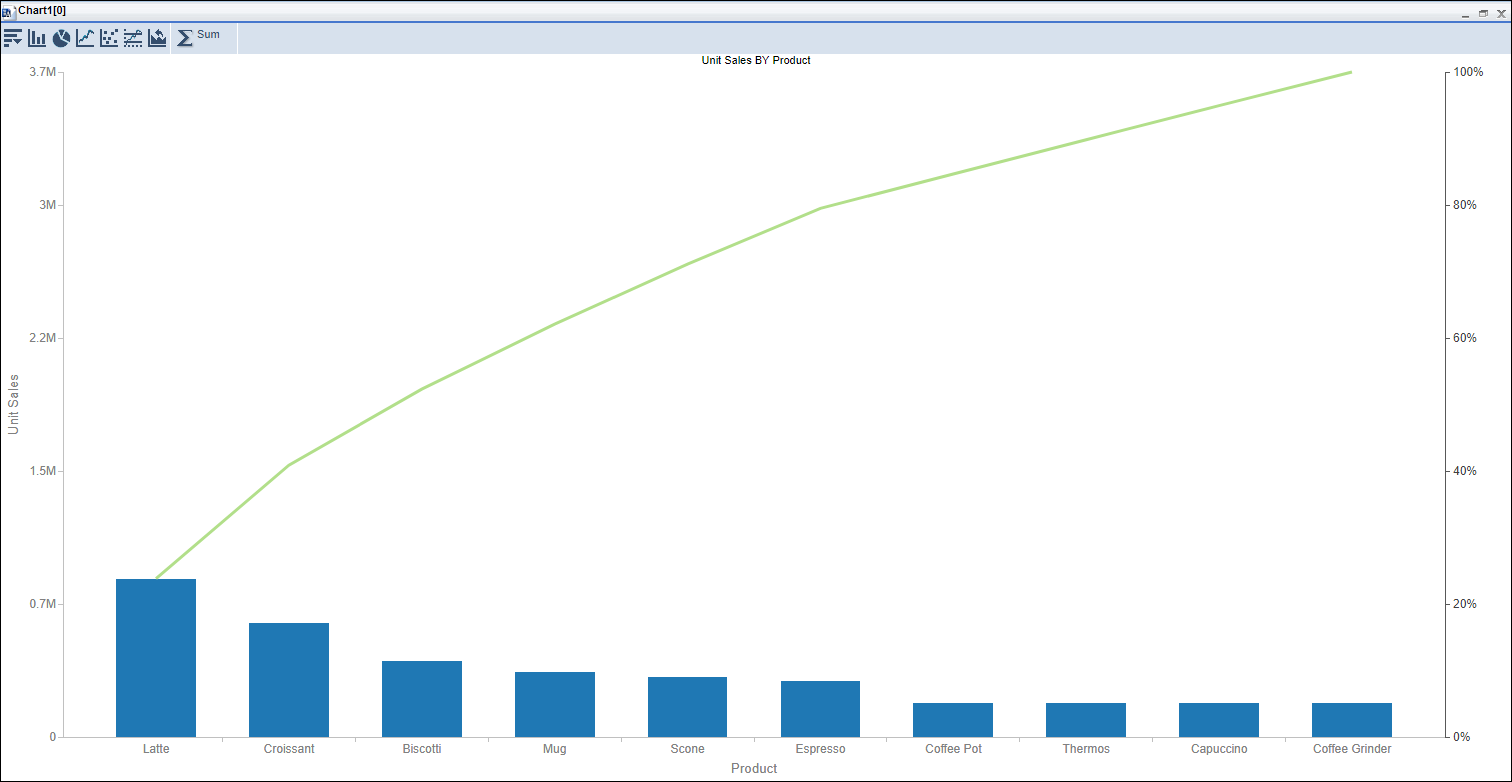 Chart1[0]
Sum
Unit Sales BY Product
3.7M
3M
2.2M
1.5M
0.7M
0
Unit Sales
100%
80%
60%
40%
20%
0%
Latte Croissant Biscotti Mug Scone Espresso Coffee Pot Thermos Capuccino Coffee Grinder
Product